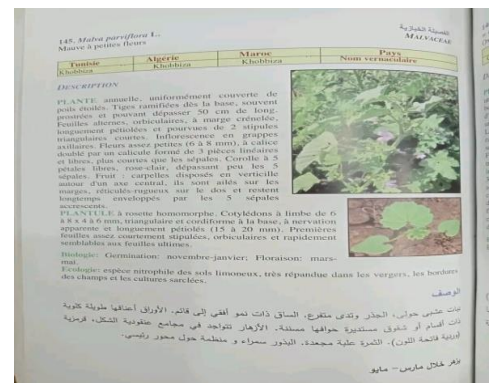 145. Malva parviflora L.
Mauve à petites fleurs
الفصيلة الخبازية
MALVACEAE
Tunisie Algérie Maroc Pays
Khobbiza Khobbiza Khobbiza Nom vernaculaire
DESCRIPTION
PLANTE annuelle, uniformément couverte de
poils étoilés. Tiges ramifiées dès la base, souvent
prostrées et pouvant dépasser 50 cm de long.
Feuilles alternes, orbiculaires, à marge crénelée,
longuement pétiolées et pourvues de 2 stipules
triangulaires courtes. Inflorescence en grappes
axillaires. Fleurs assez petites (6 à 8 mm), à calice
doublé par un calicule formé de 3 pièces linéaires
et libres, plus courtes que les sépales. Corolle à 5
pétales libres, rose-clair, dépassant peu les 5
sépales. Fruit : carpelles disposés en verticille
autour d'un axe central, ils sont ailés sur les
marges, réticulés rugueux sur le dos et restent
longtemps enveloppés par les 5 sépales
accrescents.
PLANTULE à rosette homomorphe. Cotylédons à limbe de 6
à 8 x 4 à 6 mm, triangulaire et cordiforme à la base, à nervation
apparente et longuement pétiolés (15 à 20 mm). Premières
feuilles assez courtement stipulées, orbiculaires et rapidement
semblables aux feuilles ultimes.
Biologie: Germination: novembre-janvier; Floraison: mars-
mai.
Ecologie: espèce nitrophile des sols limoneux, très répandue dans les vergers, les bordures
des champs et les cultures sarclées.
الوصف
نبات عشبي حولي، الجذر وتدي متفرع. الساق ذات نمو أفقي إلى قائم. الأوراق أعناقها طويلة كلوية
ذات أقسام أو شقوق مستديرة حوافها مسننة. الأزهار تتواجد في مجامع عنقودية الشكل، قرمزية
(وردية فاتحة اللون). الثمرة علبة مجعدة. البذور سمراء و منظمة حول محور رئيسي.
يزهر خلال مارس – مايو